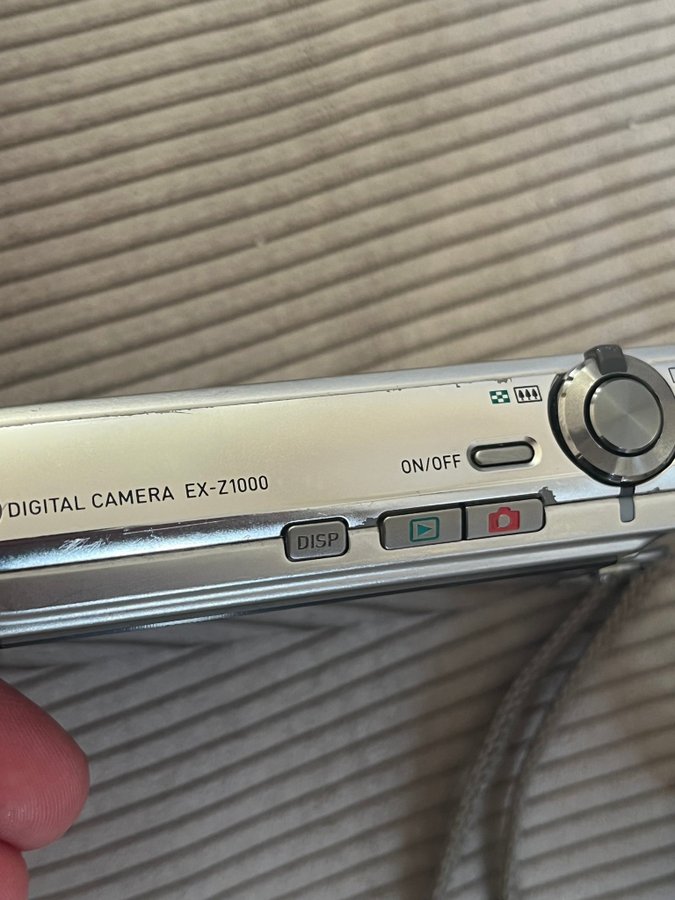 DIGITAL CAMERA EX-Z1000
ON/OFF
DISP